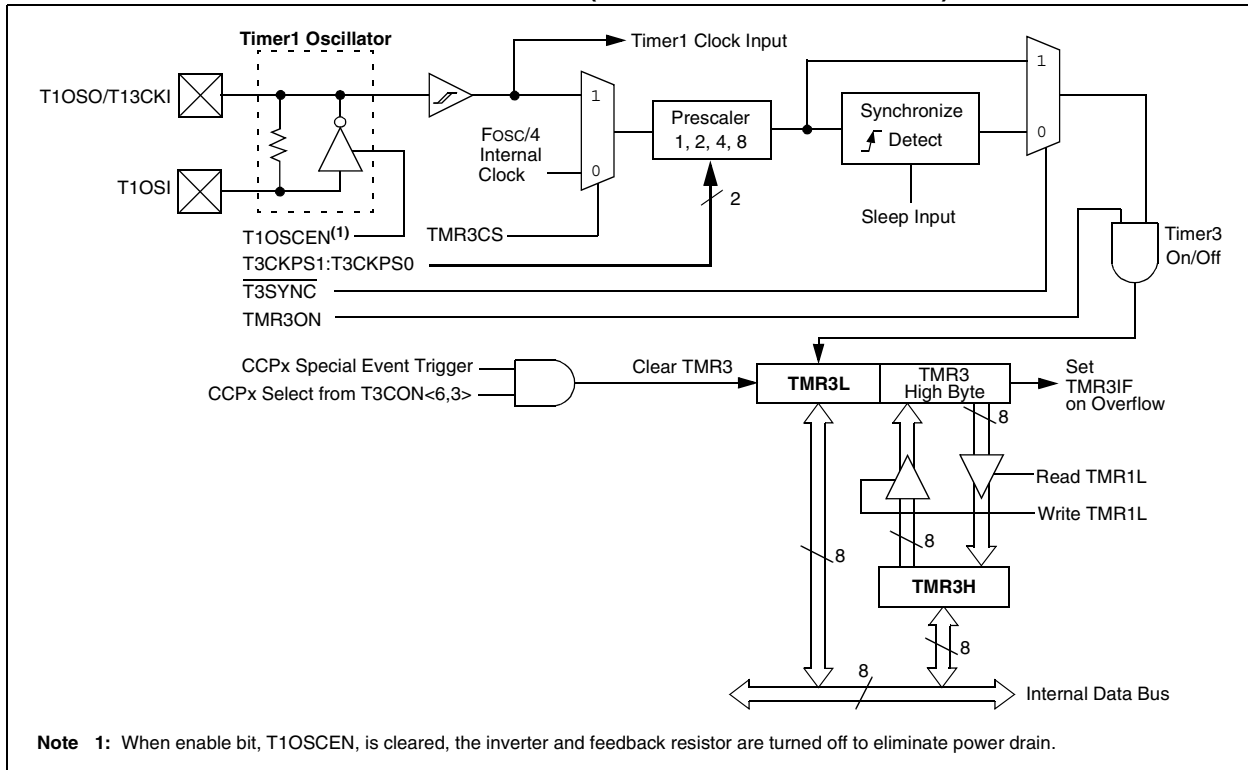 Timer1 Oscillator
Timer1 Clock Input
T1OSO/T13CKI
1
FOSC/4
Internal
Clock
0
Prescaler
1, 2, 4, 8
Synchronize
Detect
1
0
T1OSI
2
Sleep Input
T1OSCEN(1)
TMR3CS
Timer3
On/Off
T3CKPS1:T3CKPS0
T3SYNC
TMR3ON
CCPx Special Event Trigger
CCPx Select from T3CON<6,3>
Clear TMR3
TMR3L
TMR3
High Byte
Set
TMR3IF
on Overflow
8
Read TMR1L
Write TMR1L
8
8
TMR3H
8
8
Internal Data Bus
Note 1: When enable bit, T1OSCEN, is cleared, the inverter and feedback resistor are turned off to eliminate power drain.